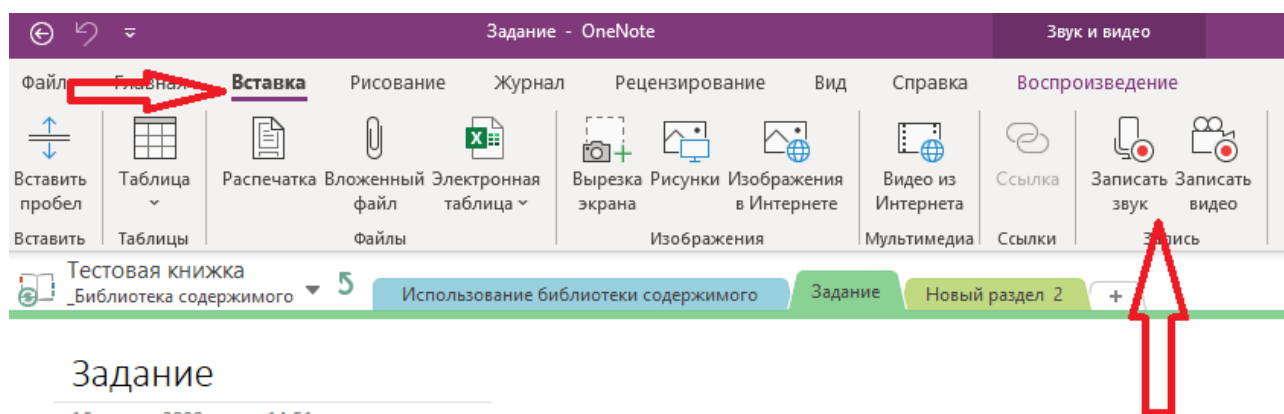 Задание - OneNote
Звук и видео
Файл Главная Вставка Рисование Журнал Рецензирование Вид Справка Воспроизведение
Вставить Таблица Распечатка Вложенный Электронная Вырезка Рисунки Изображения Видео из Ссылка Записать Записать
пробел файл таблица экрана в Интернете Интернета звук видео
Вставить Таблицы Файлы Изображения Мультимедиа Ссылки Запись
Тестовая книжка
_Библиотека содержимого
Использование библиотеки содержимого Задание Новый раздел 2 +
Задание